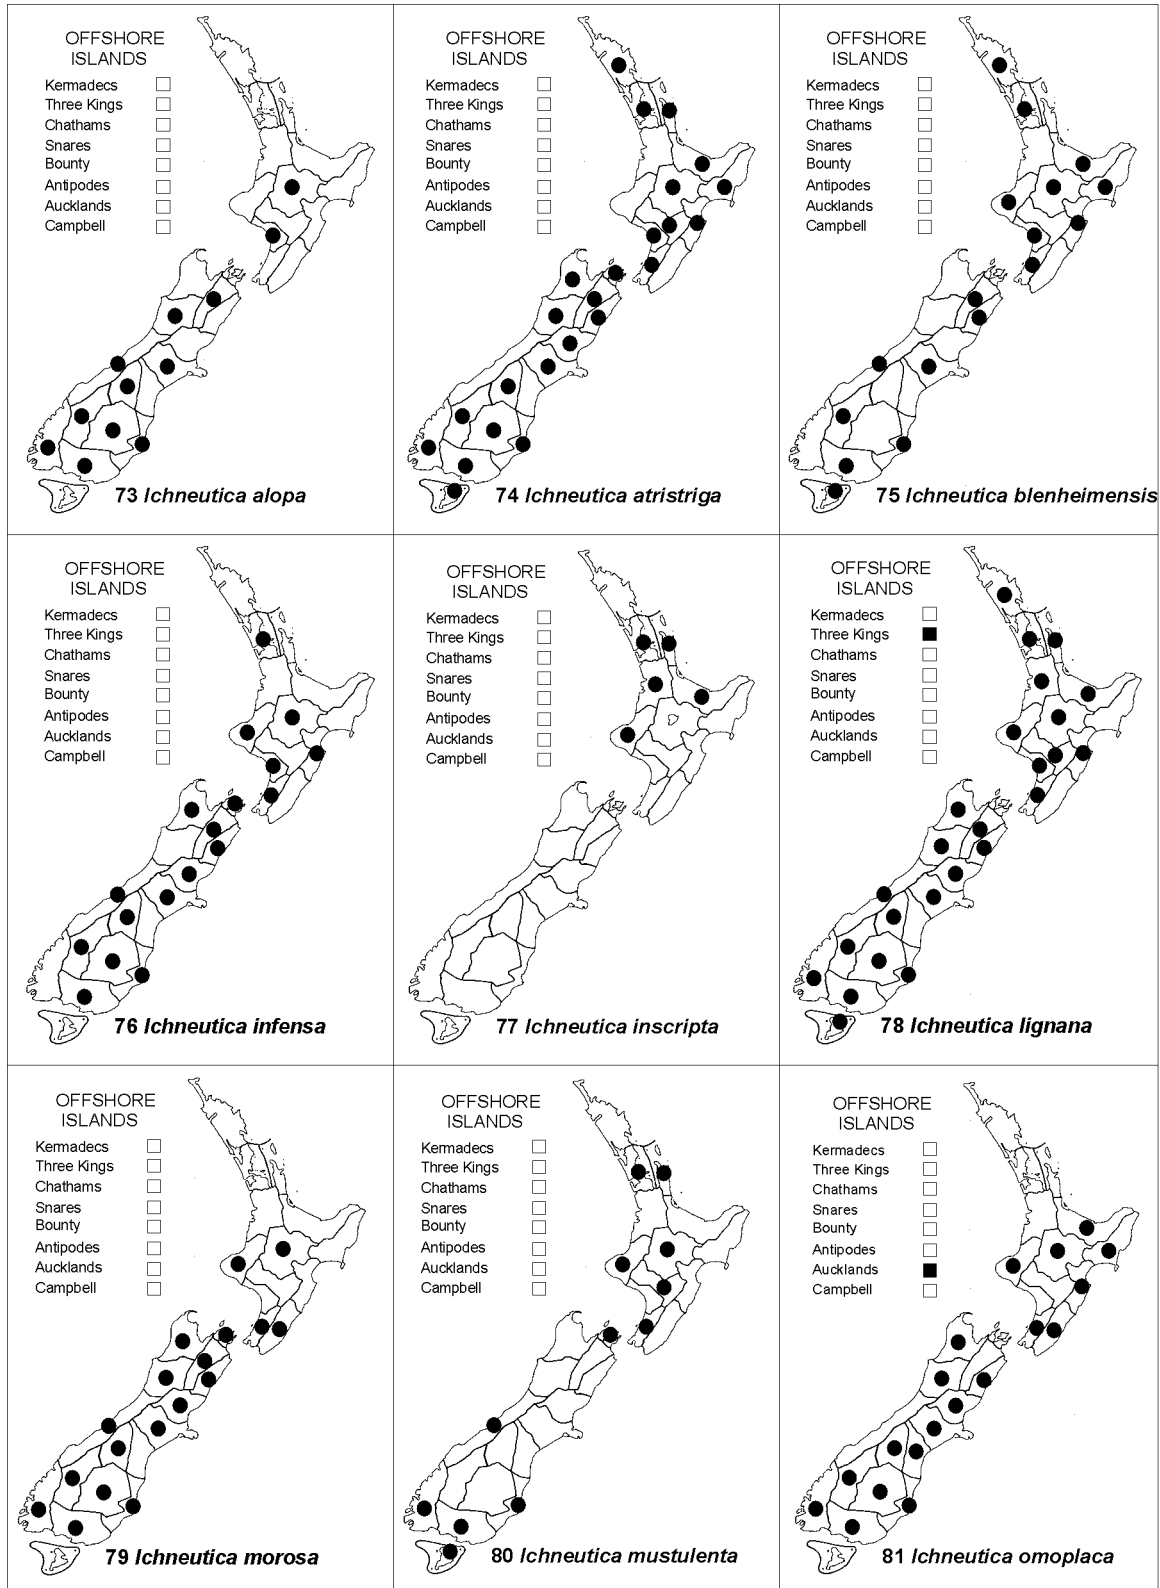 OFFSHORE
ISLANDS
Kermadecs
Three Kings
Chathams
Snares
Bounty
Antipodes
Aucklands
Campbell
73 Ichneutica alopa
OFFSHORE
ISLANDS
Kermadecs
Three Kings
Chathams
Snares
Bounty
Antipodes
Aucklands
Campbell
74 Ichneutica atristriga
OFFSHORE
ISLANDS
Kermadecs
Three Kings
Chathams
Snares
Bounty
Antipodes
Aucklands
Campbell
75 Ichneutica blenheimensis
OFFSHORE
ISLANDS
Kermadecs
Three Kings
Chathams
Snares
Bounty
Antipodes
Aucklands
Campbell
76 Ichneutica infensa
OFFSHORE
ISLANDS
Kermadecs
Three Kings
Chathams
Snares
Bounty
Antipodes
Aucklands
Campbell
77 Ichneutica inscripta
OFFSHORE
ISLANDS
Kermadecs
Three Kings
Chathams
Snares
Bounty
Antipodes
Aucklands
Campbell
78 Ichneutica lignana
OFFSHORE
ISLANDS
Kermadecs
Three Kings
Chathams
Snares
Bounty
Antipodes
Aucklands
Campbell
79 Ichneutica morosa
OFFSHORE
ISLANDS
Kermadecs
Three Kings
Chathams
Snares
Bounty
Antipodes
Aucklands
Campbell
80 Ichneutica mustulenta
OFFSHORE
ISLANDS
Kermadecs
Three Kings
Chathams
Snares
Bounty
Antipodes
Aucklands
Campbell
81 Ichneutica omoplaca